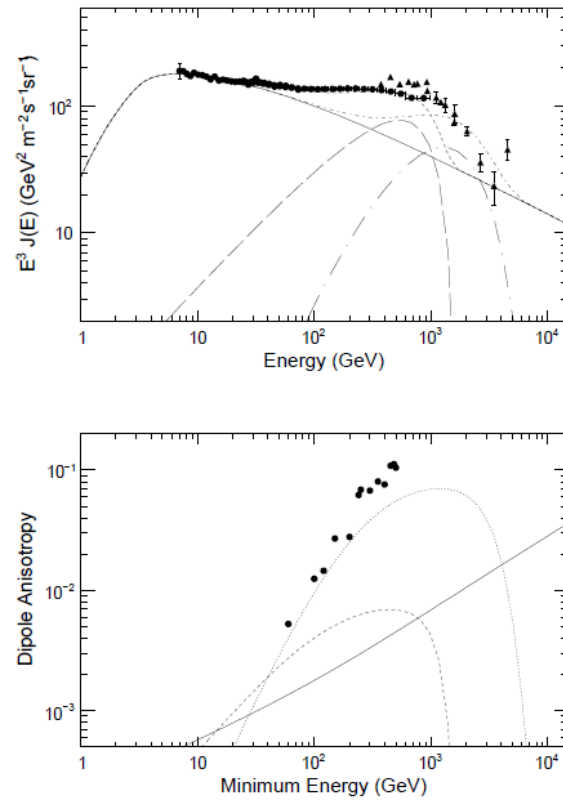 E³ J(E) (GeV² m⁻²s⁻¹sr⁻¹)
10²
10
1 10 10² 10³ 10⁴
Energy (GeV)
Dipole Anisotropy
10⁻¹
10⁻²
10⁻³
1 10 10² 10³ 10⁴
Minimum Energy (GeV)